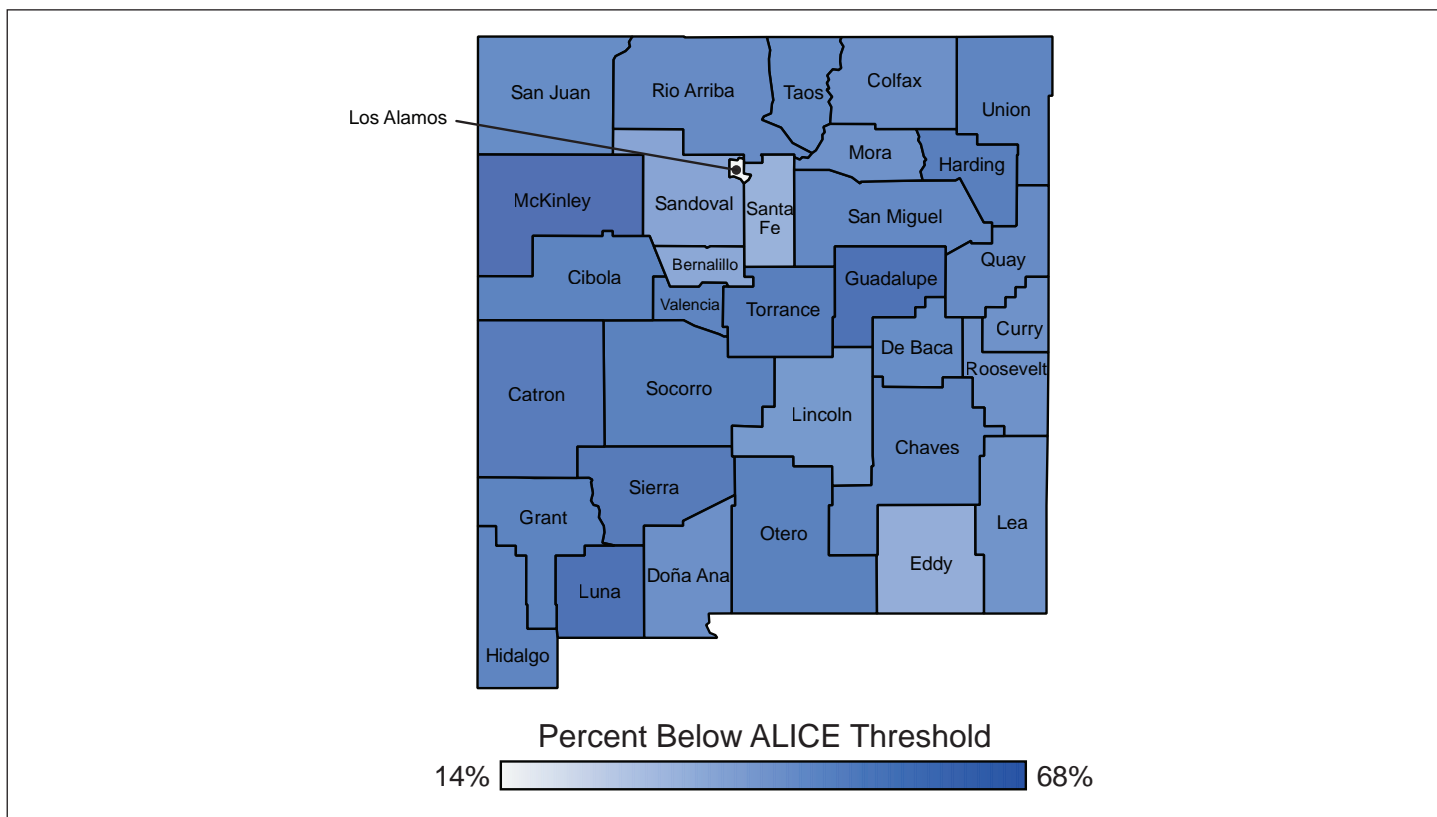 San Juan
Rio Arriba
Taos
Colfax
Union
Los Alamos
Mora
Harding
McKinley
Sandoval
Santa
Fe
San Miguel
Quay
Bernalillo
Cibola
Guadalupe
Valencia
Torrance
Curry
De Baca
Roosevelt
Catron
Socorro
Lincoln
Chaves
Sierra
Grant
Otero
Lea
Eddy
Doña Ana
Luna
Hidalgo
Percent Below ALICE Threshold
14%
68%